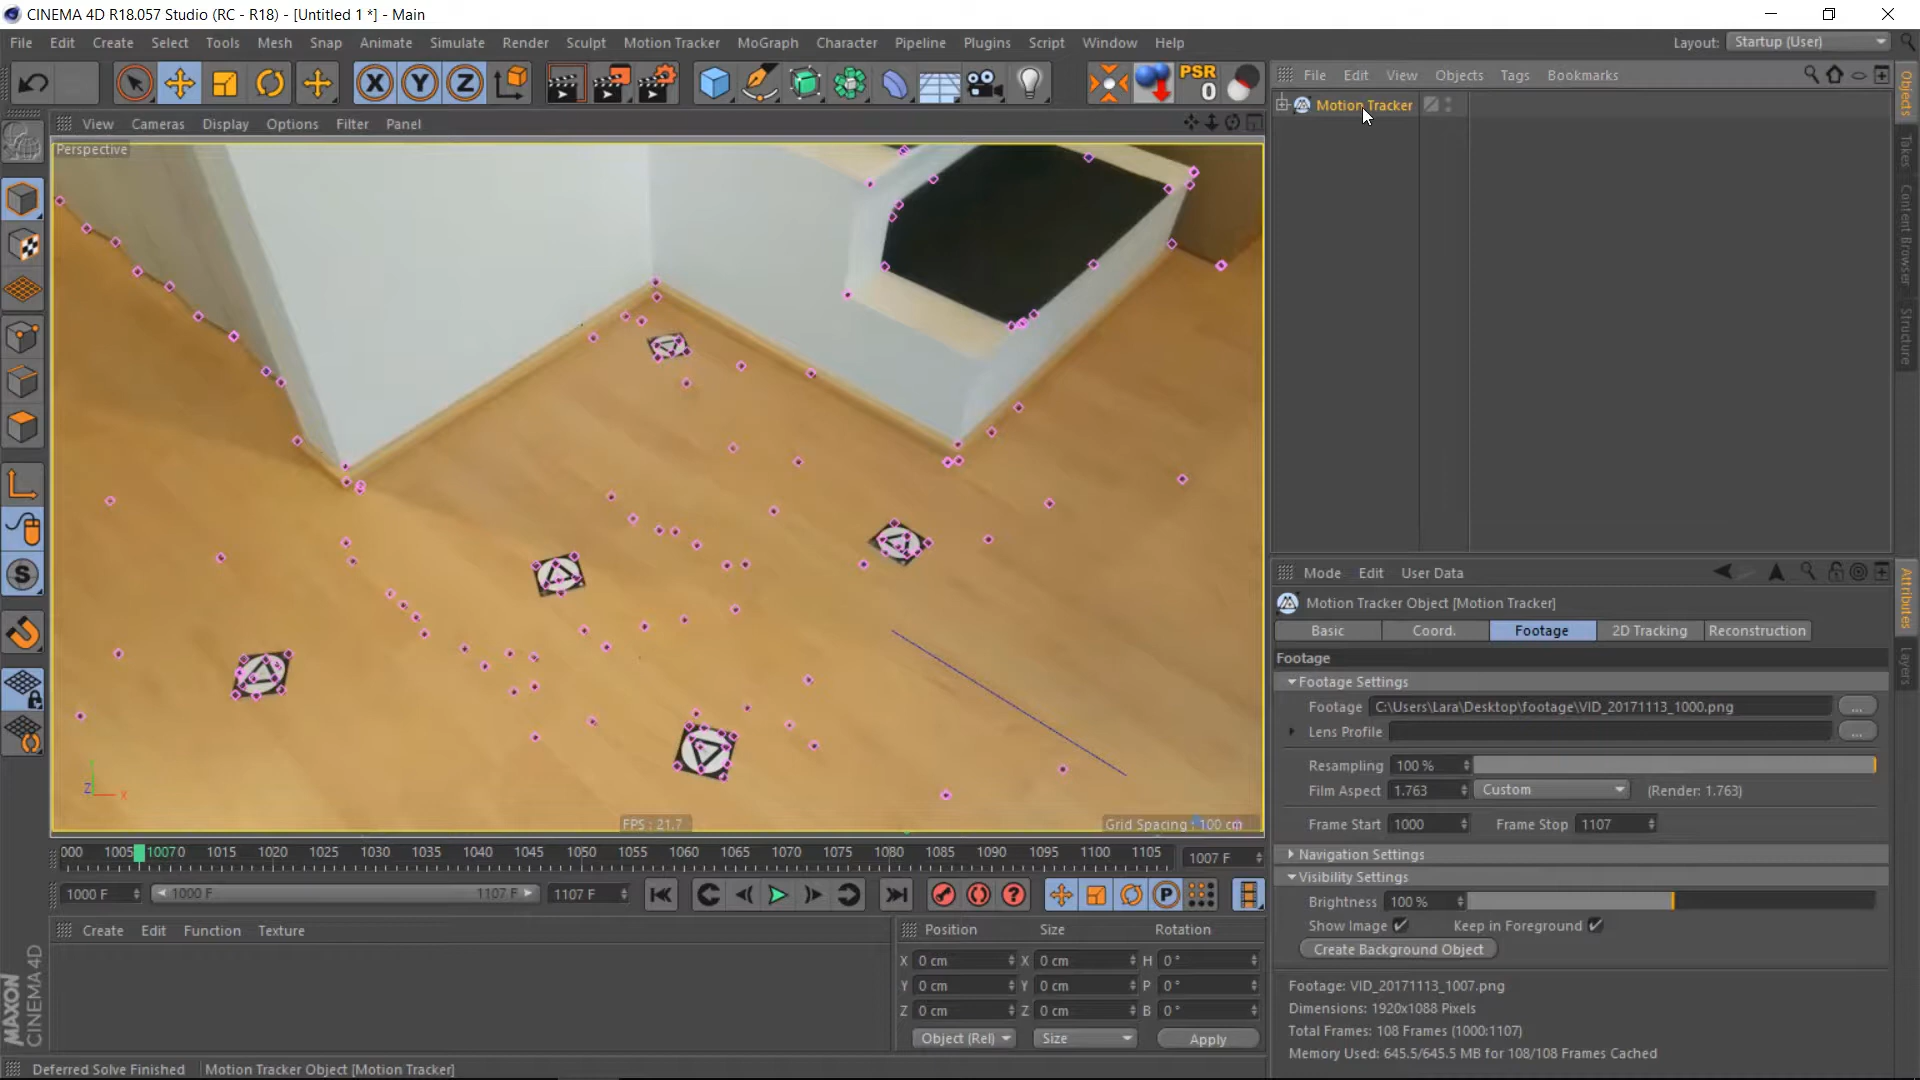 CINEMA 4D R18.057 Studio (RC - R18) - [Untitled 1 *] - Main
File Edit Create Select Tools Mesh Snap Animate Simulate Render Sculpt Motion Tracker MoGraph Character Pipeline Plugins Script Window Help
Layout: Startup (User)
X Y Z PSR 0
File Edit View Objects Tags Bookmarks
Motion Tracker
View Cameras Display Options Filter Panel
Perspective
Objects
Takes
Content Browser
Structure
Mode Edit User Data
Motion Tracker Object [Motion Tracker]
Basic Coord. Footage 2D Tracking Reconstruction
Footage
Footage Settings
Footage C:\Users\Lara\Desktop\footage\VID_20171113_1000.png ...
Lens Profile ...
Resampling 100 %
Film Aspect 1.763 Custom (Render: 1.763)
Frame Start 1000 Frame Stop 1107
Navigation Settings
Visibility Settings
Brightness 100 %
Show Image Keep in Foreground
Create Background Object
Footage: VID_20171113_1007.png
Dimensions: 1920x1088 Pixels
Total Frames: 108 Frames (1000:1107)
Memory Used: 645.5/645.5 MB for 108/108 Frames Cached
Attributes
Layers
S
Z X
FPS : 21.7
Grid Spacing : 100 cm
000 1005 10070 1015 1020 1025 1030 1035 1040 1045 1050 1055 1060 1065 1070 1075 1080 1085 1090 1095 1100 1105 1007 F
1000 F 1000 F 1107 F 1107 F P
Create Edit Function Texture
Position Size Rotation
X 0 cm X 0 cm H 0 °
Y 0 cm Y 0 cm P 0 °
Z 0 cm Z 0 cm B 0 °
Object (Rel) Size Apply
MAXON
CINEMA 4D
Deferred Solve Finished Motion Tracker Object [Motion Tracker]